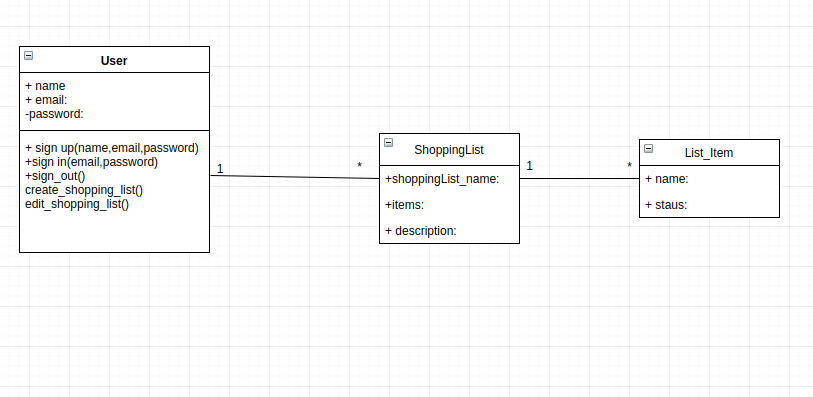 User
+ name
+ email:
-password:
+ sign up(name,email,password)
+sign in(email,password)
+sign_out()
create_shopping_list()
edit_shopping_list()
1
*
ShoppingList
+shoppingList_name:
+items:
+ description:
1
*
List_Item
+ name:
+ staus: